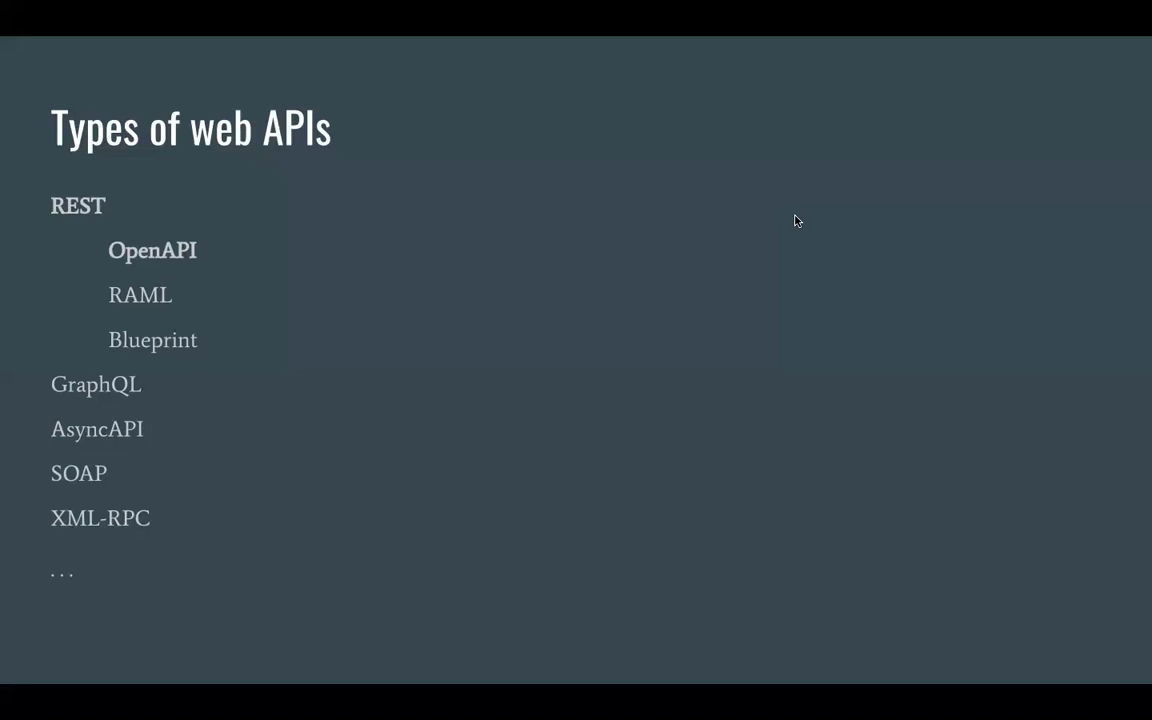 Types of web APIs
REST
OpenAPI
RAML
Blueprint
GraphQL
AsyncAPI
SOAP
XML-RPC
. . .